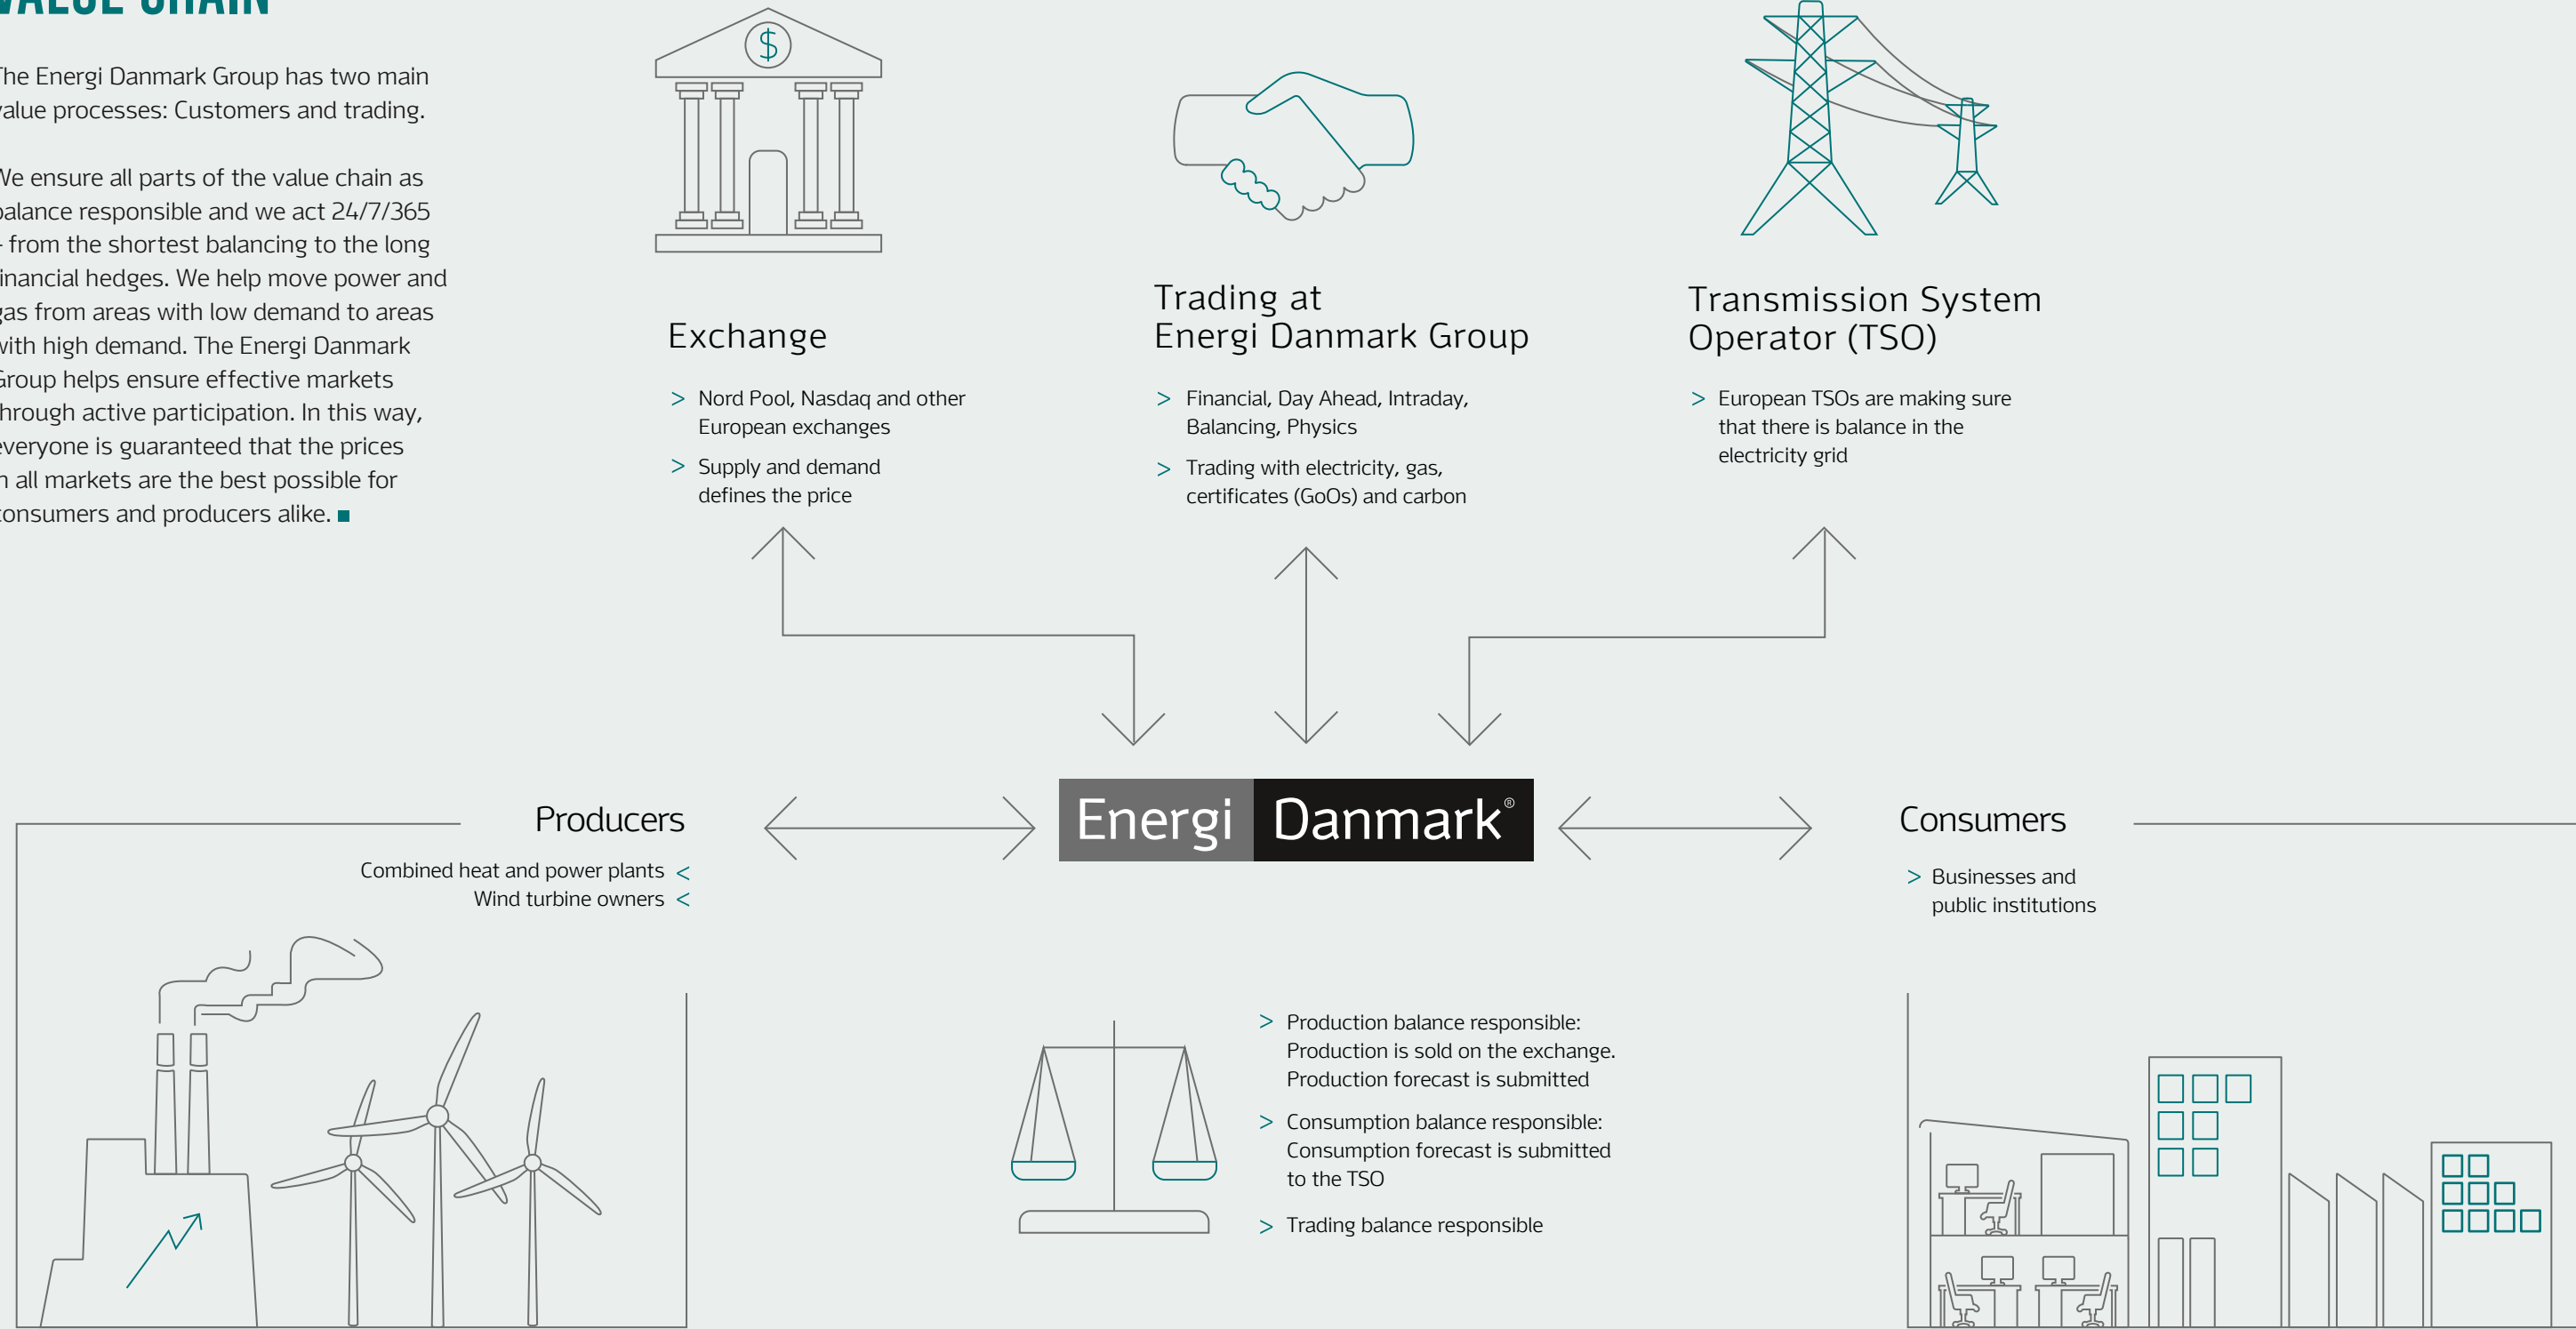 VALUE CHAIN
The Energi Danmark Group has two main
value processes: Customers and trading.
We ensure all parts of the value chain as
balance responsible and we act 24/7/365
- from the shortest balancing to the long
financial hedges. We help move power and
gas from areas with low demand to areas
with high demand. The Energi Danmark
Group helps ensure effective markets
through active participation. In this way,
everyone is guaranteed that the prices
in all markets are the best possible for
consumers and producers alike. ■
$
Exchange
> Nord Pool, Nasdaq and other
European exchanges
> Supply and demand
defines the price
Trading at
Energi Danmark Group
> Financial, Day Ahead, Intraday,
Balancing, Physics
> Trading with electricity, gas,
certificates (GoOs) and carbon
Transmission System
Operator (TSO)
> European TSOs are making sure
that there is balance in the
electricity grid
Producers
Combined heat and power plants <
Wind turbine owners <
Energi Danmark®
Consumers
> Businesses and
public institutions
> Production balance responsible:
Production is sold on the exchange.
Production forecast is submitted
> Consumption balance responsible:
Consumption forecast is submitted
to the TSO
> Trading balance responsible